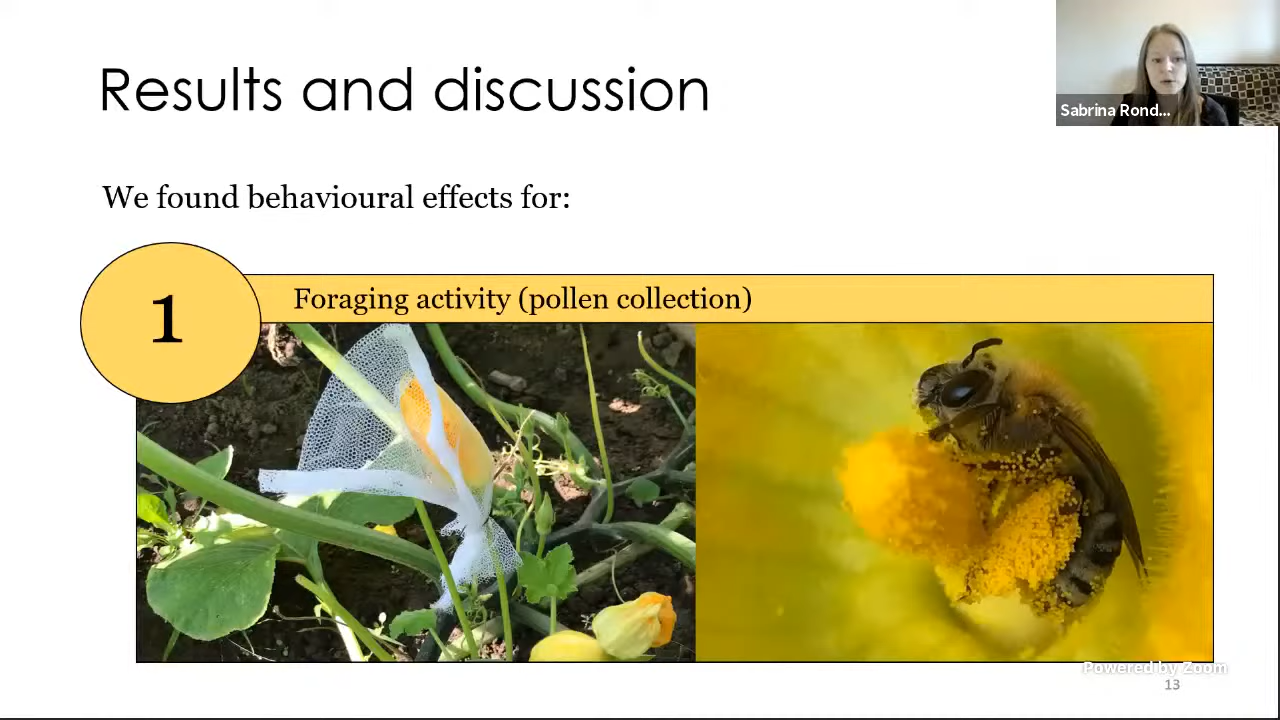 Results and discussion
Sabrina Rond...
We found behavioural effects for:
1
Foraging activity (pollen collection)
Powered by Zoom
13